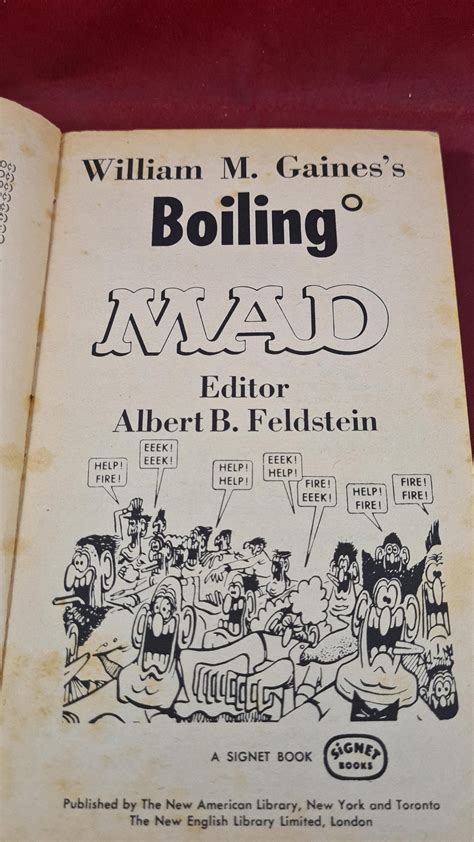 William M. Gaines's
Boiling°
MAD
Editor
Albert B. Feldstein
HELP!
FIRE!
EEEK!
EEEK!
HELP!
HELP!
EEEK!
HELP!
FIRE!
EEEK!
HELP!
FIRE!
FIRE!
FIRE!
A SIGNET BOOK
SIGNET
BOOKS
Published by The New American Library, New York and Toronto
The New English Library Limited, London